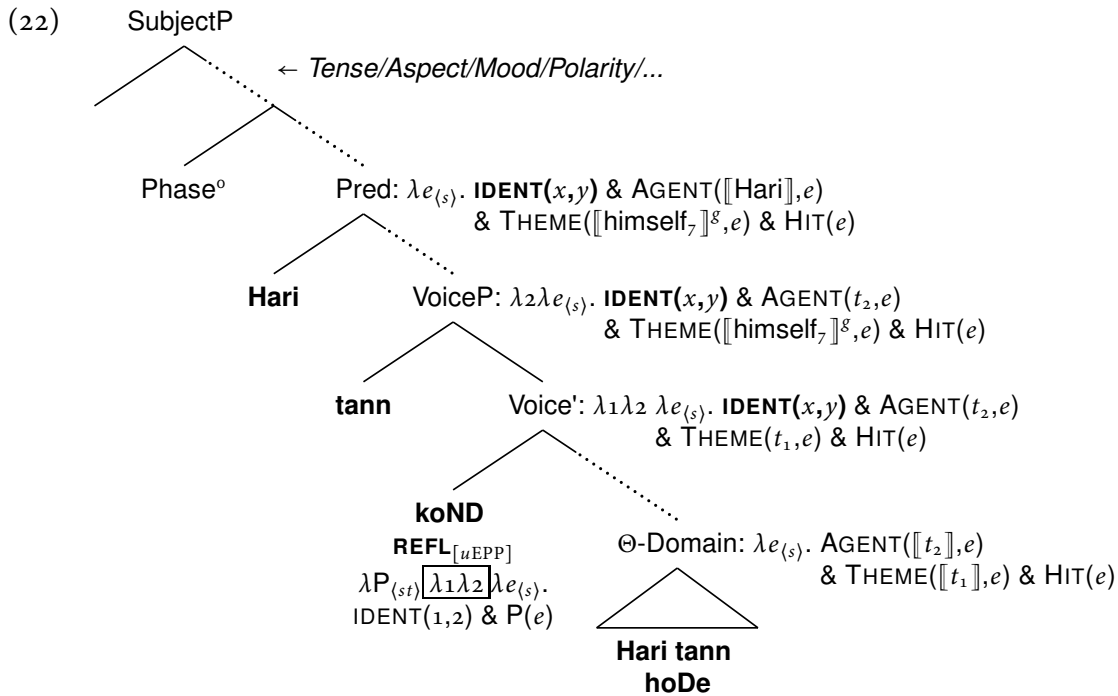 (22) SubjectP
← Tense/Aspect/Mood/Polarity/...
Phase° Pred: λe⟨s⟩. IDENT(x,y) & AGENT(⟦Hari⟧,e)
& THEME(⟦himself₇⟧ᵍ,e) & HIT(e)
Hari VoiceP: λ2λe⟨s⟩. IDENT(x,y) & AGENT(t₂,e)
& THEME(⟦himself₇⟧ᵍ,e) & HIT(e)
tann Voice': λ1λ2 λe⟨s⟩. IDENT(x,y) & AGENT(t₂,e)
& THEME(t₁,e) & HIT(e)
koND
REFL[uEPP] Θ-Domain: λe⟨s⟩. AGENT(⟦t₂⟧,e)
λP⟨st⟩ λ1λ2 λe⟨s⟩. & THEME(⟦t₁⟧,e) & HIT(e)
IDENT(1,2) & P(e)
Hari tann
hoDe